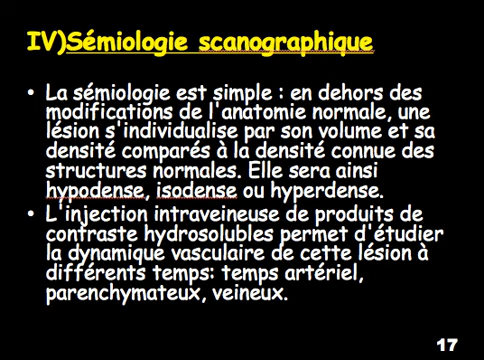 IV)Sémiologie scanographique
• La sémiologie est simple : en dehors des
modifications de l'anatomie normale, une
lésion s'individualise par son volume et sa
densité comparés à la densité connue des
structures normales. Elle sera ainsi
hypodense, isodense ou hyperdense.
• L'injection intraveineuse de produits de
contraste hydrosolubles permet d'étudier
la dynamique vasculaire de cette lésion à
différents temps: temps artériel,
parenchymateux, veineux.
17